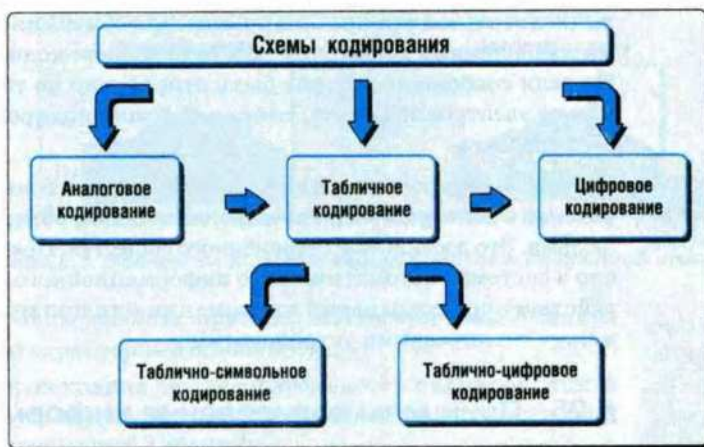 Схемы кодирования
Аналоговое
кодирование
Табличное
кодирование
Цифровое
кодирование
Таблично-символьное
кодирование
Таблично-цифровое
кодирование